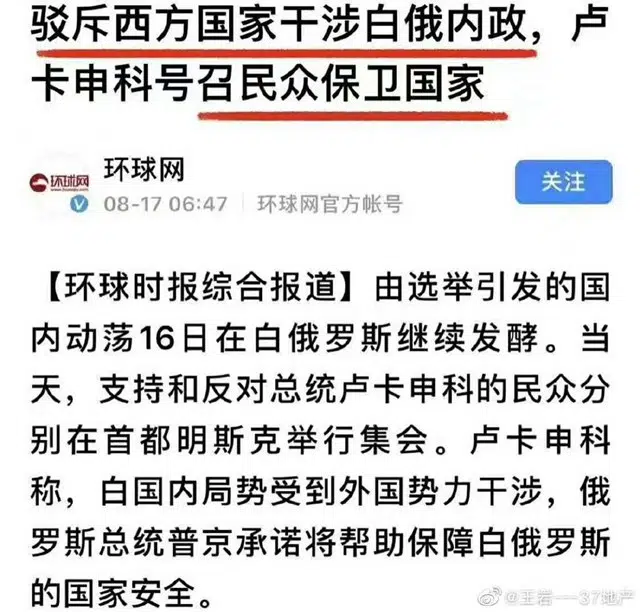 驳斥西方国家干涉白俄内政，卢
卡申科号召民众保卫国家
环球网
环球网
08-17 06:47
环球网官方帐号
关注
【环球时报综合报道】由选举引发的国
内动荡16日在白俄罗斯继续发酵。当
天，支持和反对总统卢卡申科的民众分
别在首都明斯克举行集会。卢卡申科
称，白国内局势受到外国势力干涉，俄
罗斯总统普京承诺将帮助保障白俄罗斯
的国家安全。
@王岩一一37地产